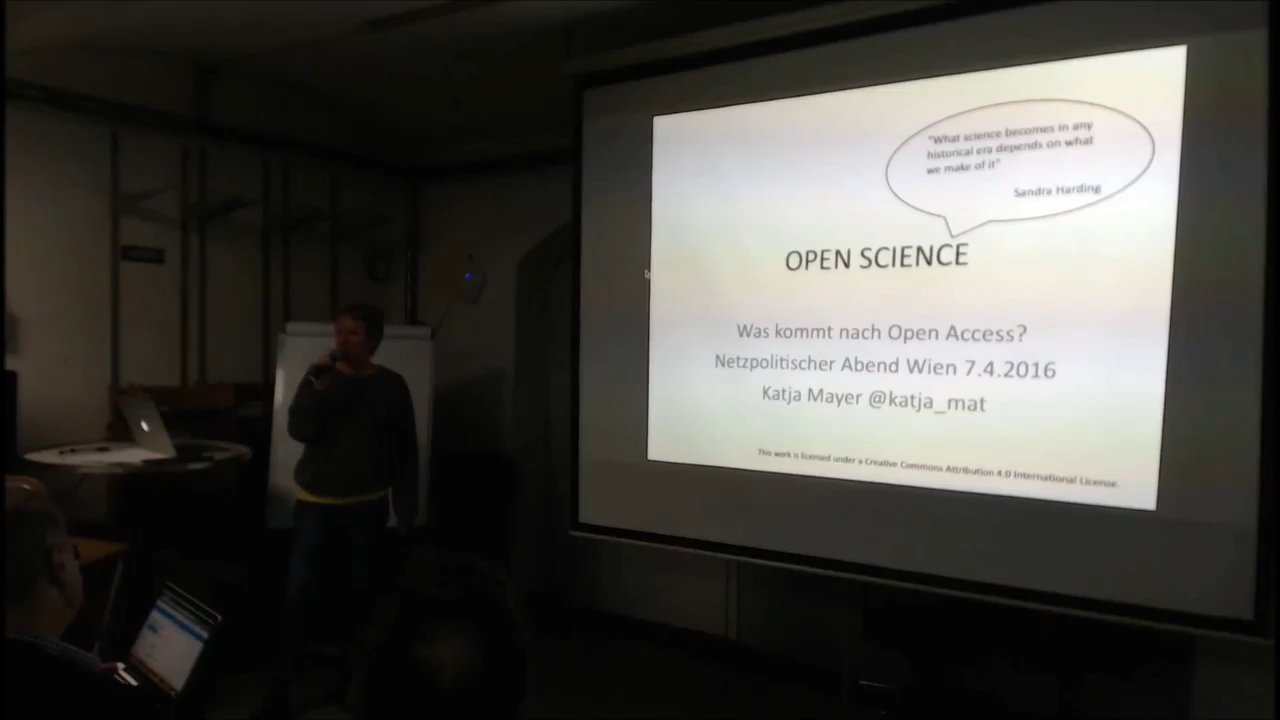 "What science becomes in any
historical era depends on what
we make of it"
Sandra Harding
OPEN SCIENCE
Was kommt nach Open Access?
Netzpolitischer Abend Wien 7.4.2016
Katja Mayer @katja_mat
This work is licensed under a Creative Commons Attribution 4.0 International License.